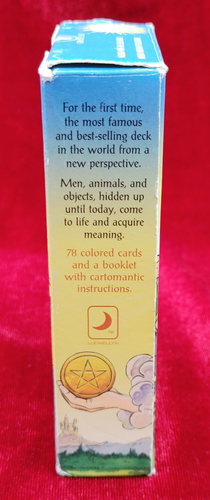 For the first time,
the most famous
and best-selling deck
in the world from a
new perspective.
Men, animals, and
objects, hidden up
until today, come
to life and acquire
meaning.
78 colored cards
and a booklet
with cartomantic
instructions.